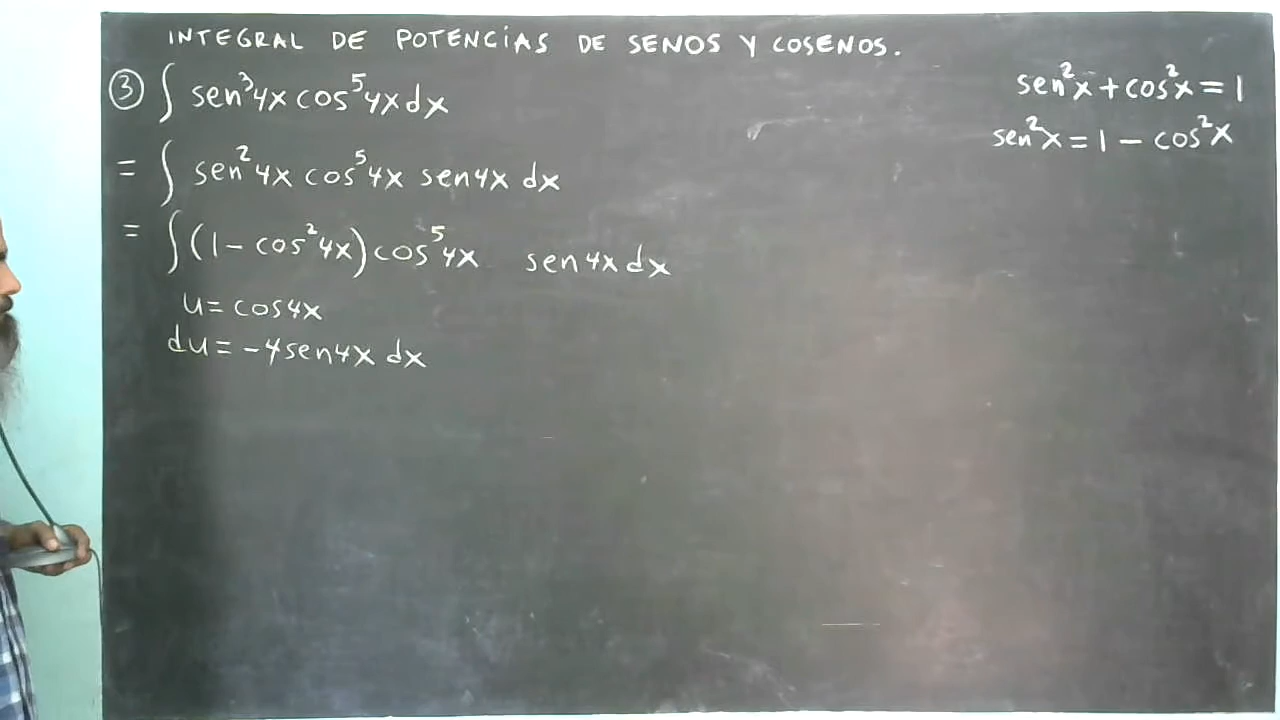 INTEGRAL DE POTENCIAS DE SENOS Y COSENOS.
③ ∫ sen³4x cos⁵4x dx
sen²x + cos²x = 1
sen²x = 1 - cos²x
= ∫ sen²4x cos⁵4x sen4x dx
= ∫ (1 - cos²4x) cos⁵4x sen4x dx
u = cos4x
du = -4sen4x dx